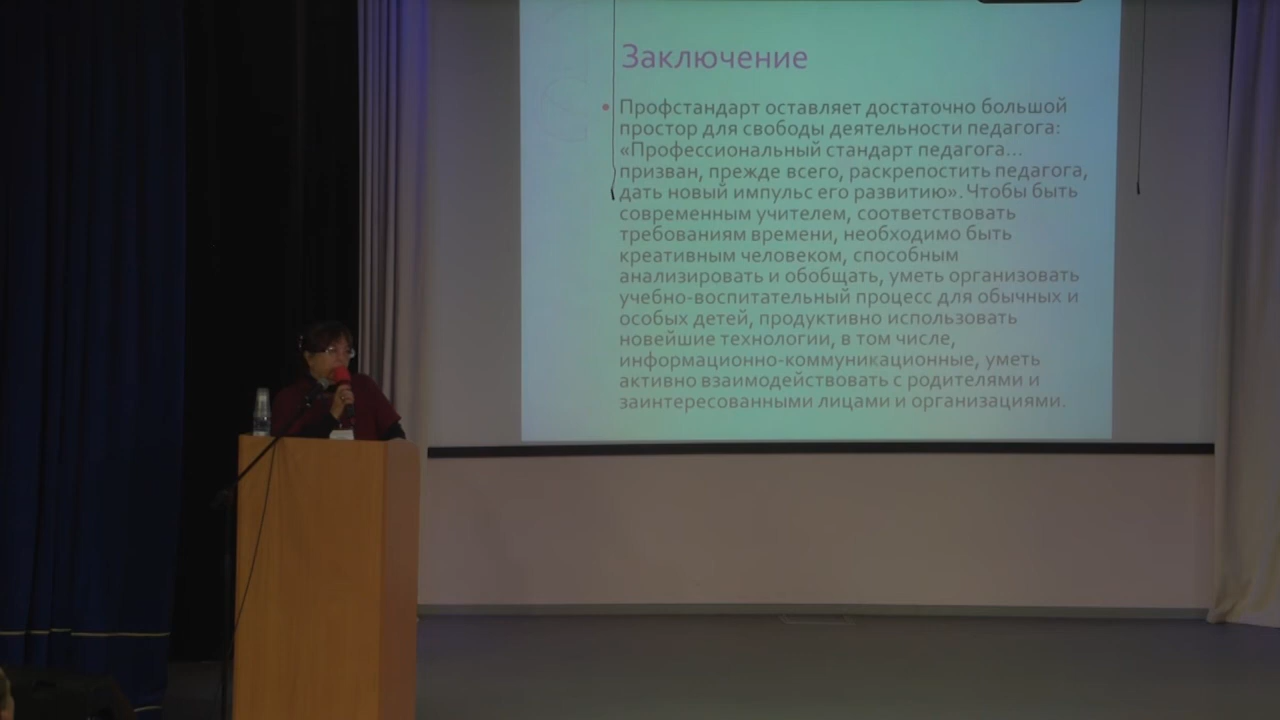 Заключение
• Профстандарт оставляет достаточно большой
простор для свободы деятельности педагога:
«Профессиональный стандарт педагога...
призван, прежде всего, раскрепостить педагога,
дать новый импульс его развитию». Чтобы быть
современным учителем, соответствовать
требованиям времени, необходимо быть
креативным человеком, способным
анализировать и обобщать, уметь организовать
учебно-воспитательный процесс для обычных и
особых детей, продуктивно использовать
новейшие технологии, в том числе,
информационно-коммуникационные, уметь
активно взаимодействовать с родителями и
заинтересованными лицами и организациями.